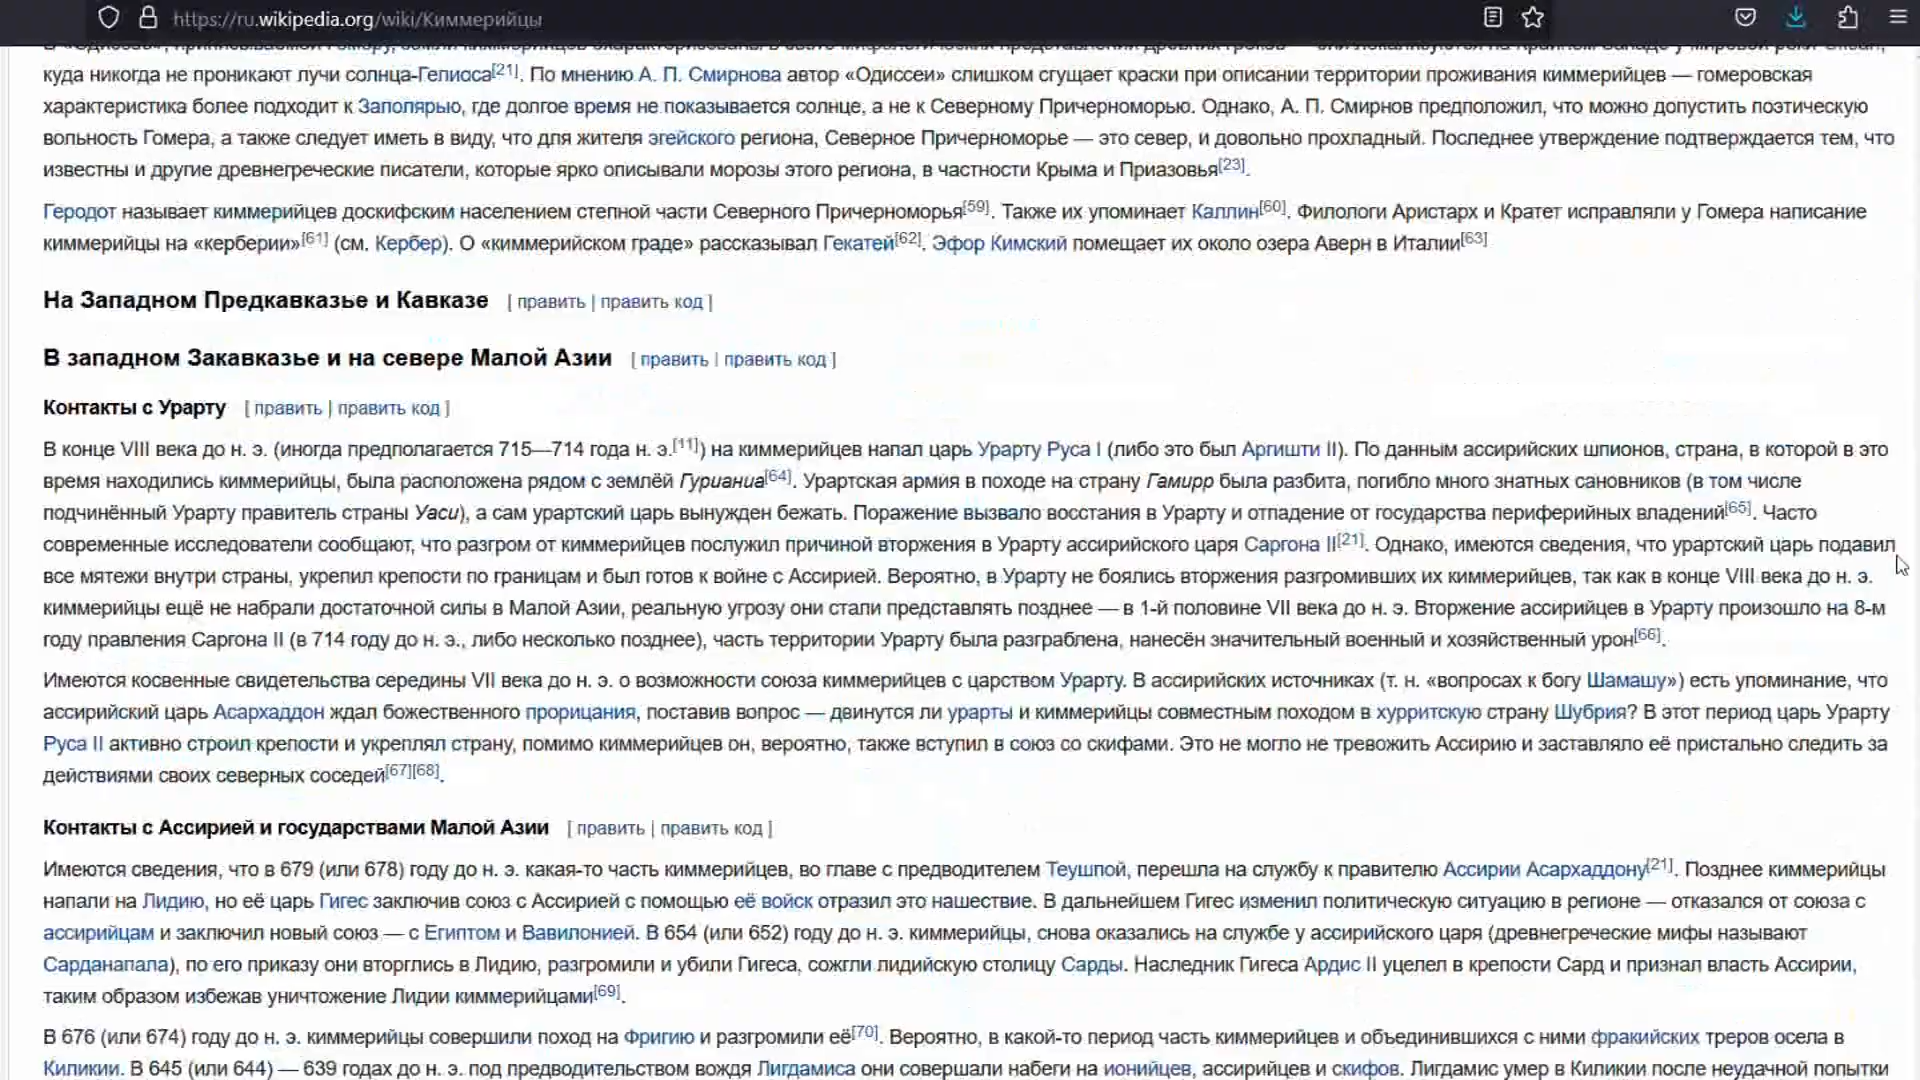 https://ru.wikipedia.org/wiki/Киммерийцы
куда никогда не проникают лучи солнца-Гелиоса[21]. По мнению А. П. Смирнова автор «Одиссеи» слишком сгущает краски при описании территории проживания киммерийцев — гомеровская
характеристика более подходит к Заполярью, где долгое время не показывается солнце, а не к Северному Причерноморью. Однако, А. П. Смирнов предположил, что можно допустить поэтическую
вольность Гомера, а также следует иметь в виду, что для жителя эгейского региона, Северное Причерноморье — это север, и довольно прохладный. Последнее утверждение подтверждается тем, что
известны и другие древнегреческие писатели, которые ярко описывали морозы этого региона, в частности Крыма и Приазовья[23].
Геродот называет киммерийцев доскифским населением степной части Северного Причерноморья[59]. Также их упоминает Каллин[60]. Филологи Аристарх и Кратет исправляли у Гомера написание
киммерийцы на «керберии»[61] (см. Кербер). О «киммерийском граде» рассказывал Гекатей[62]. Эфор Кимский помещает их около озера Аверн в Италии[63]
На Западном Предкавказье и Кавказе [ править | править код ]
В западном Закавказье и на севере Малой Азии [ править | править код ]
Контакты с Урарту [ править | править код ]
В конце VIII века до н. э. (иногда предполагается 715—714 года н. э.[11]) на киммерийцев напал царь Урарту Руса I (либо это был Аргишти II). По данным ассирийских шпионов, страна, в которой в это
время находились киммерийцы, была расположена рядом с землёй Гурианиа[64]. Урартская армия в походе на страну Гамирр была разбита, погибло много знатных сановников (в том числе
подчинённый Урарту правитель страны Уаси), а сам урартский царь вынужден бежать. Поражение вызвало восстания в Урарту и отпадение от государства периферийных владений[65]. Часто
современные исследователи сообщают, что разгром от киммерийцев послужил причиной вторжения в Урарту ассирийского царя Саргона II[21]. Однако, имеются сведения, что урартский царь подавил
все мятежи внутри страны, укрепил крепости по границам и был готов к войне с Ассирией. Вероятно, в Урарту не боялись вторжения разгромивших их киммерийцев, так как в конце VIII века до н. э.
киммерийцы ещё не набрали достаточной силы в Малой Азии, реальную угрозу они стали представлять позднее — в 1-й половине VII века до н. э. Вторжение ассирийцев в Урарту произошло на 8-м
году правления Саргона II (в 714 году до н. э., либо несколько позднее), часть территории Урарту была разграблена, нанесён значительный военный и хозяйственный урон[66].
Имеются косвенные свидетельства середины VII века до н. э. о возможности союза киммерийцев с царством Урарту. В ассирийских источниках (т. н. «вопросах к богу Шамашу») есть упоминание, что
ассирийский царь Асархаддон ждал божественного прорицания, поставив вопрос — двинутся ли урарты и киммерийцы совместным походом в хурритскую страну Шубрия? В этот период царь Урарту
Руса II активно строил крепости и укреплял страну, помимо киммерийцев он, вероятно, также вступил в союз со скифами. Это не могло не тревожить Ассирию и заставляло её пристально следить за
действиями своих северных соседей[67][68].
Контакты с Ассирией и государствами Малой Азии [ править | править код ]
Имеются сведения, что в 679 (или 678) году до н. э. какая-то часть киммерийцев, во главе с предводителем Теушпой, перешла на службу к правителю Ассирии Асархаддону[21]. Позднее киммерийцы
напали на Лидию, но её царь Гигес заключив союз с Ассирией с помощью её войск отразил это нашествие. В дальнейшем Гигес изменил политическую ситуацию в регионе — отказался от союза с
ассирийцам и заключил новый союз — с Египтом и Вавилонией. В 654 (или 652) году до н. э. киммерийцы, снова оказались на службе у ассирийского царя (древнегреческие мифы называют
Сарданапала), по его приказу они вторглись в Лидию, разгромили и убили Гигеса, сожгли лидийскую столицу Сарды. Наследник Гигеса Ардис II уцелел в крепости Сард и признал власть Ассирии,
таким образом избежав уничтожение Лидии киммерийцами[69].
В 676 (или 674) году до н. э. киммерийцы совершили поход на Фригию и разгромили её[70]. Вероятно, в какой-то период часть киммерийцев и объединившихся с ними фракийских треров осела в
Киликии. В 645 (или 644) — 639 годах до н. э. под предводительством вождя Лигдамиса они совершали набеги на ионийцев, ассирийцев и скифов. Лигдамис умер в Киликии после неудачной попытки